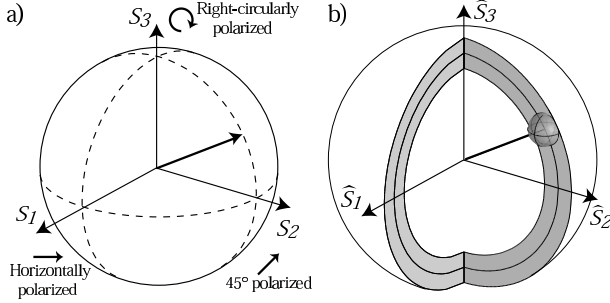 a)
S3
Right-circularly
polarized
S1
S2
Horizontally
polarized
45° polarized
b)
Ŝ3
Ŝ1
Ŝ2